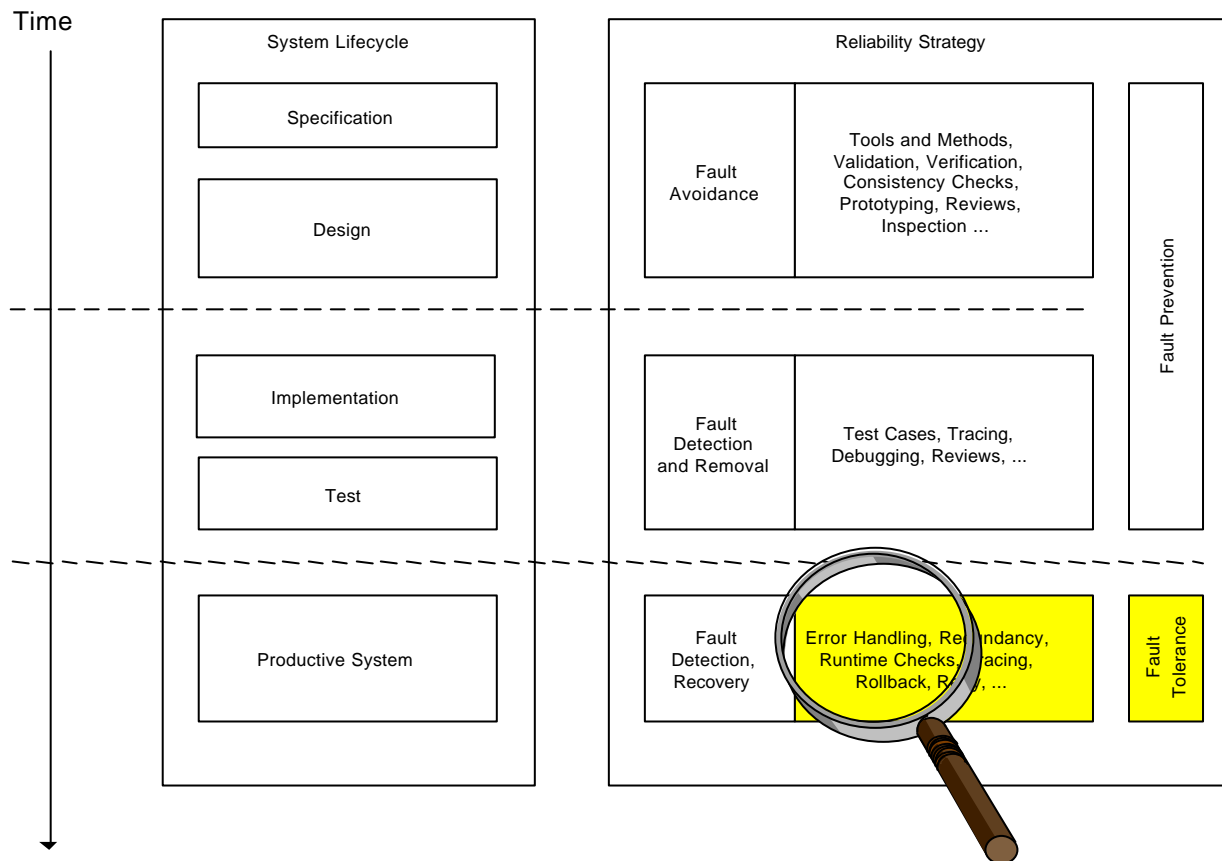 Time
System Lifecycle
Reliability Strategy
Specification
Design
Fault
Avoidance
Tools and Methods,
Validation, Verification,
Consistency Checks,
Prototyping, Reviews,
Inspection ...
Fault Prevention
Implementation
Test
Fault
Detection
and Removal
Test Cases, Tracing,
Debugging, Reviews, ...
Productive System
Fault
Detection,
Recovery
Error Handling, Redundancy,
Runtime Checks, Tracing,
Rollback, ...
Fault
Tolerance